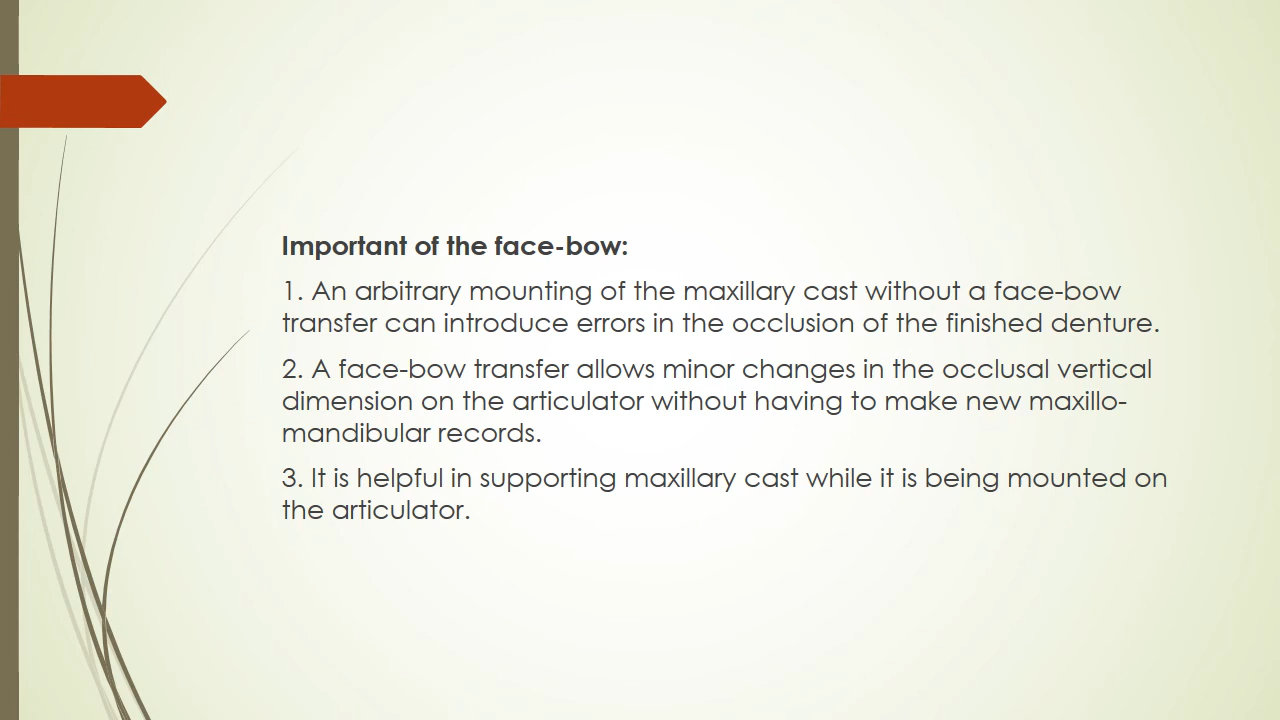 Important of the face-bow:
1. An arbitrary mounting of the maxillary cast without a face-bow
transfer can introduce errors in the occlusion of the finished denture.
2. A face-bow transfer allows minor changes in the occlusal vertical
dimension on the articulator without having to make new maxillo-
mandibular records.
3. It is helpful in supporting maxillary cast while it is being mounted on
the articulator.